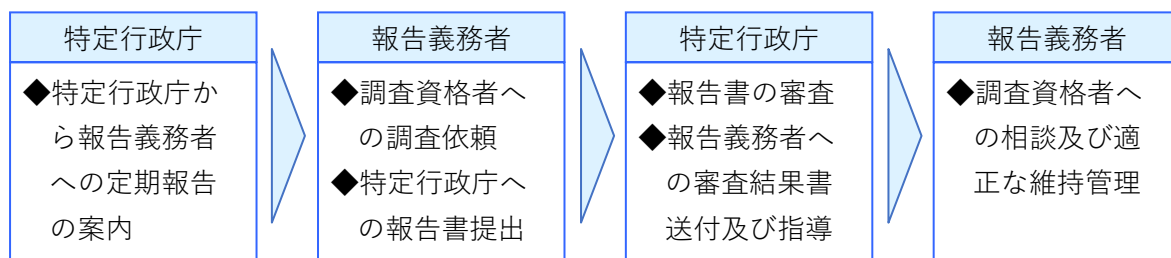 特定行政庁
◆特定行政庁か
ら報告義務者
への定期報告
の案内
報告義務者
◆調査資格者へ
の調査依頼
◆特定行政庁へ
の報告書提出
特定行政庁
◆報告書の審査
◆報告義務者へ
の審査結果書
送付及び指導
報告義務者
◆調査資格者へ
の相談及び適
正な維持管理